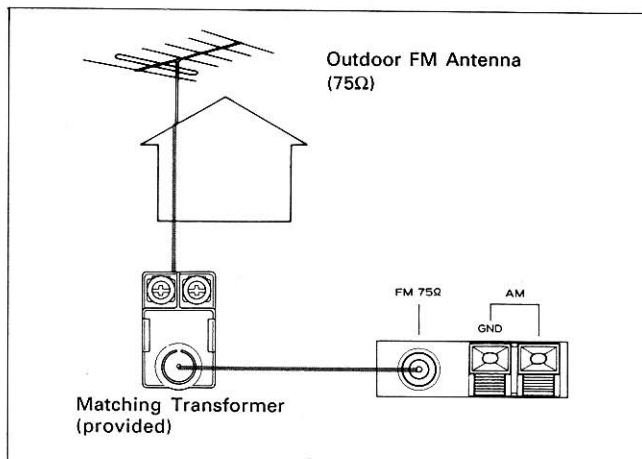 Outdoor FM Antenna
(75Ω)
FM 75Ω
AM
GND
Matching Transformer
(provided)